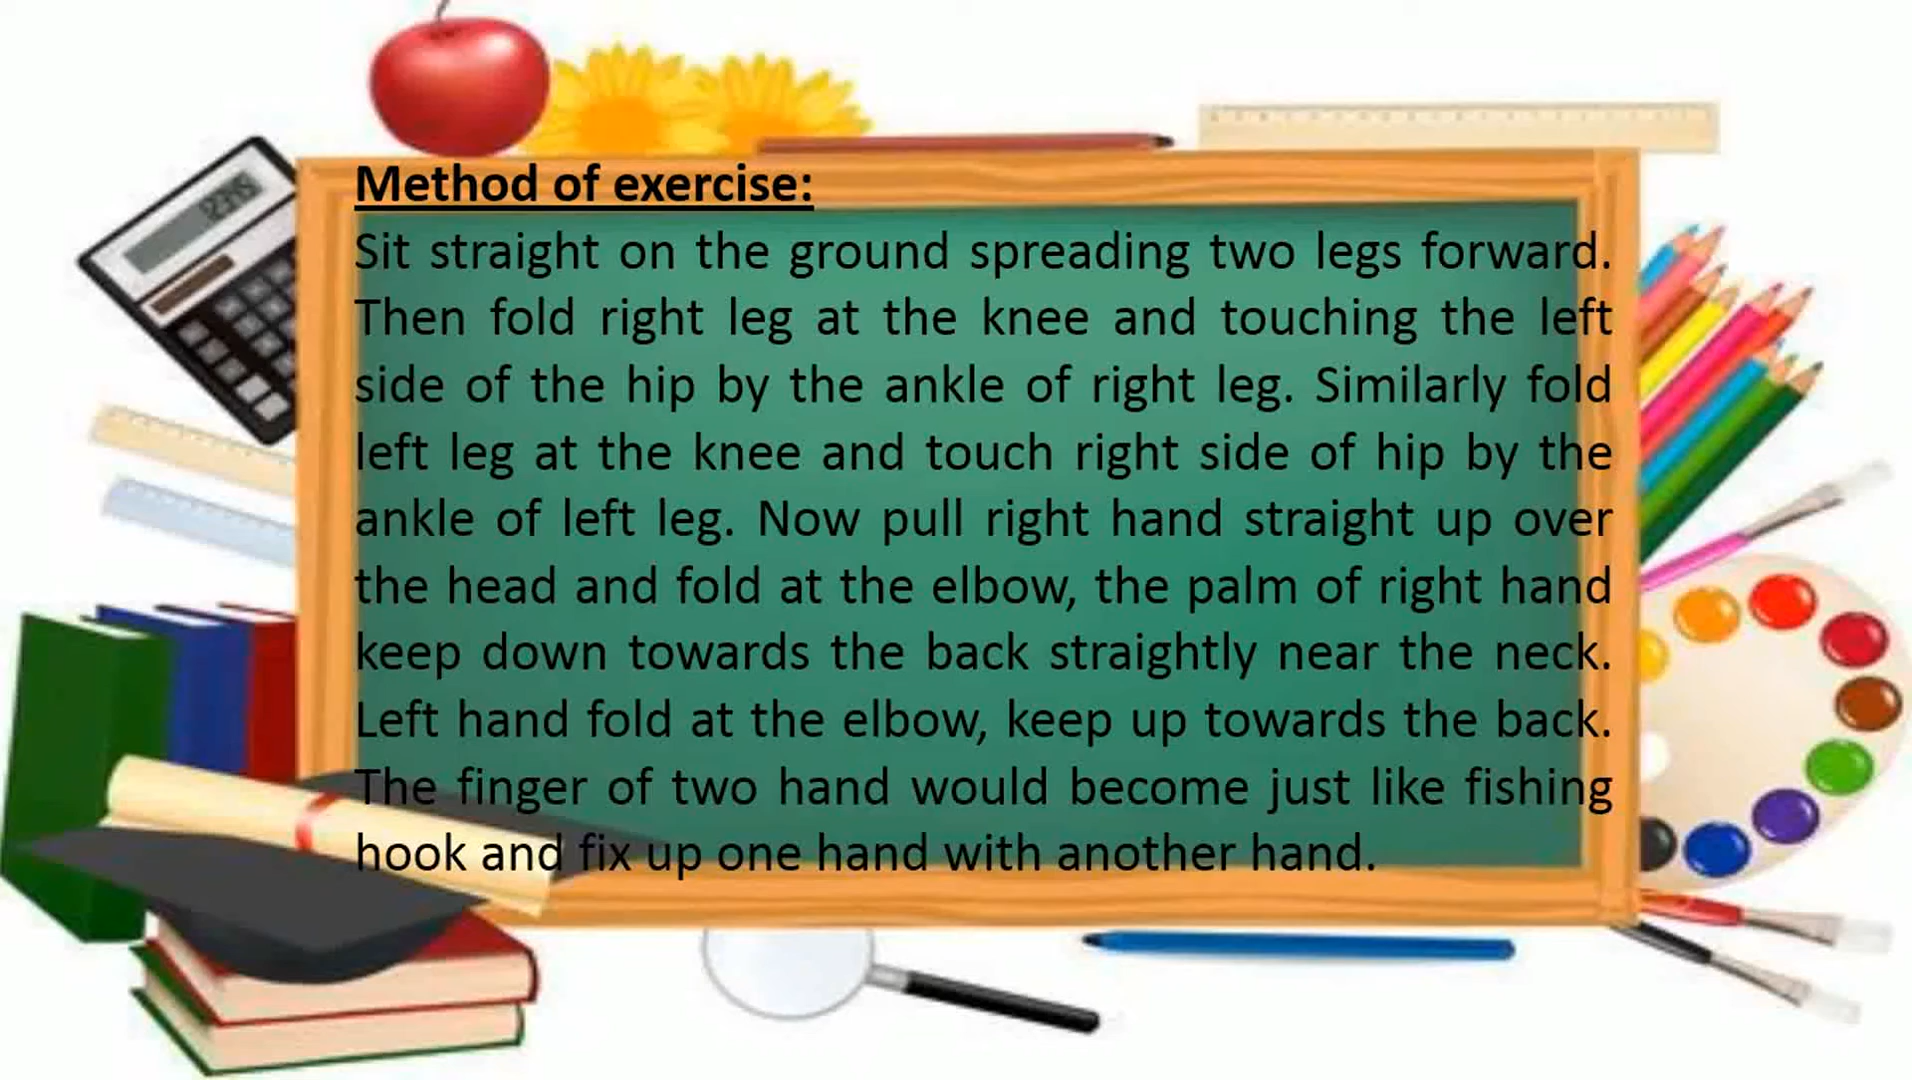 Method of exercise:
Sit straight on the ground spreading two legs forward.
Then fold right leg at the knee and touching the left
side of the hip by the ankle of right leg. Similarly fold
left leg at the knee and touch right side of hip by the
ankle of left leg. Now pull right hand straight up over
the head and fold at the elbow, the palm of right hand
keep down towards the back straightly near the neck.
Left hand fold at the elbow, keep up towards the back.
The finger of two hand would become just like fishing
hook and fix up one hand with another hand.